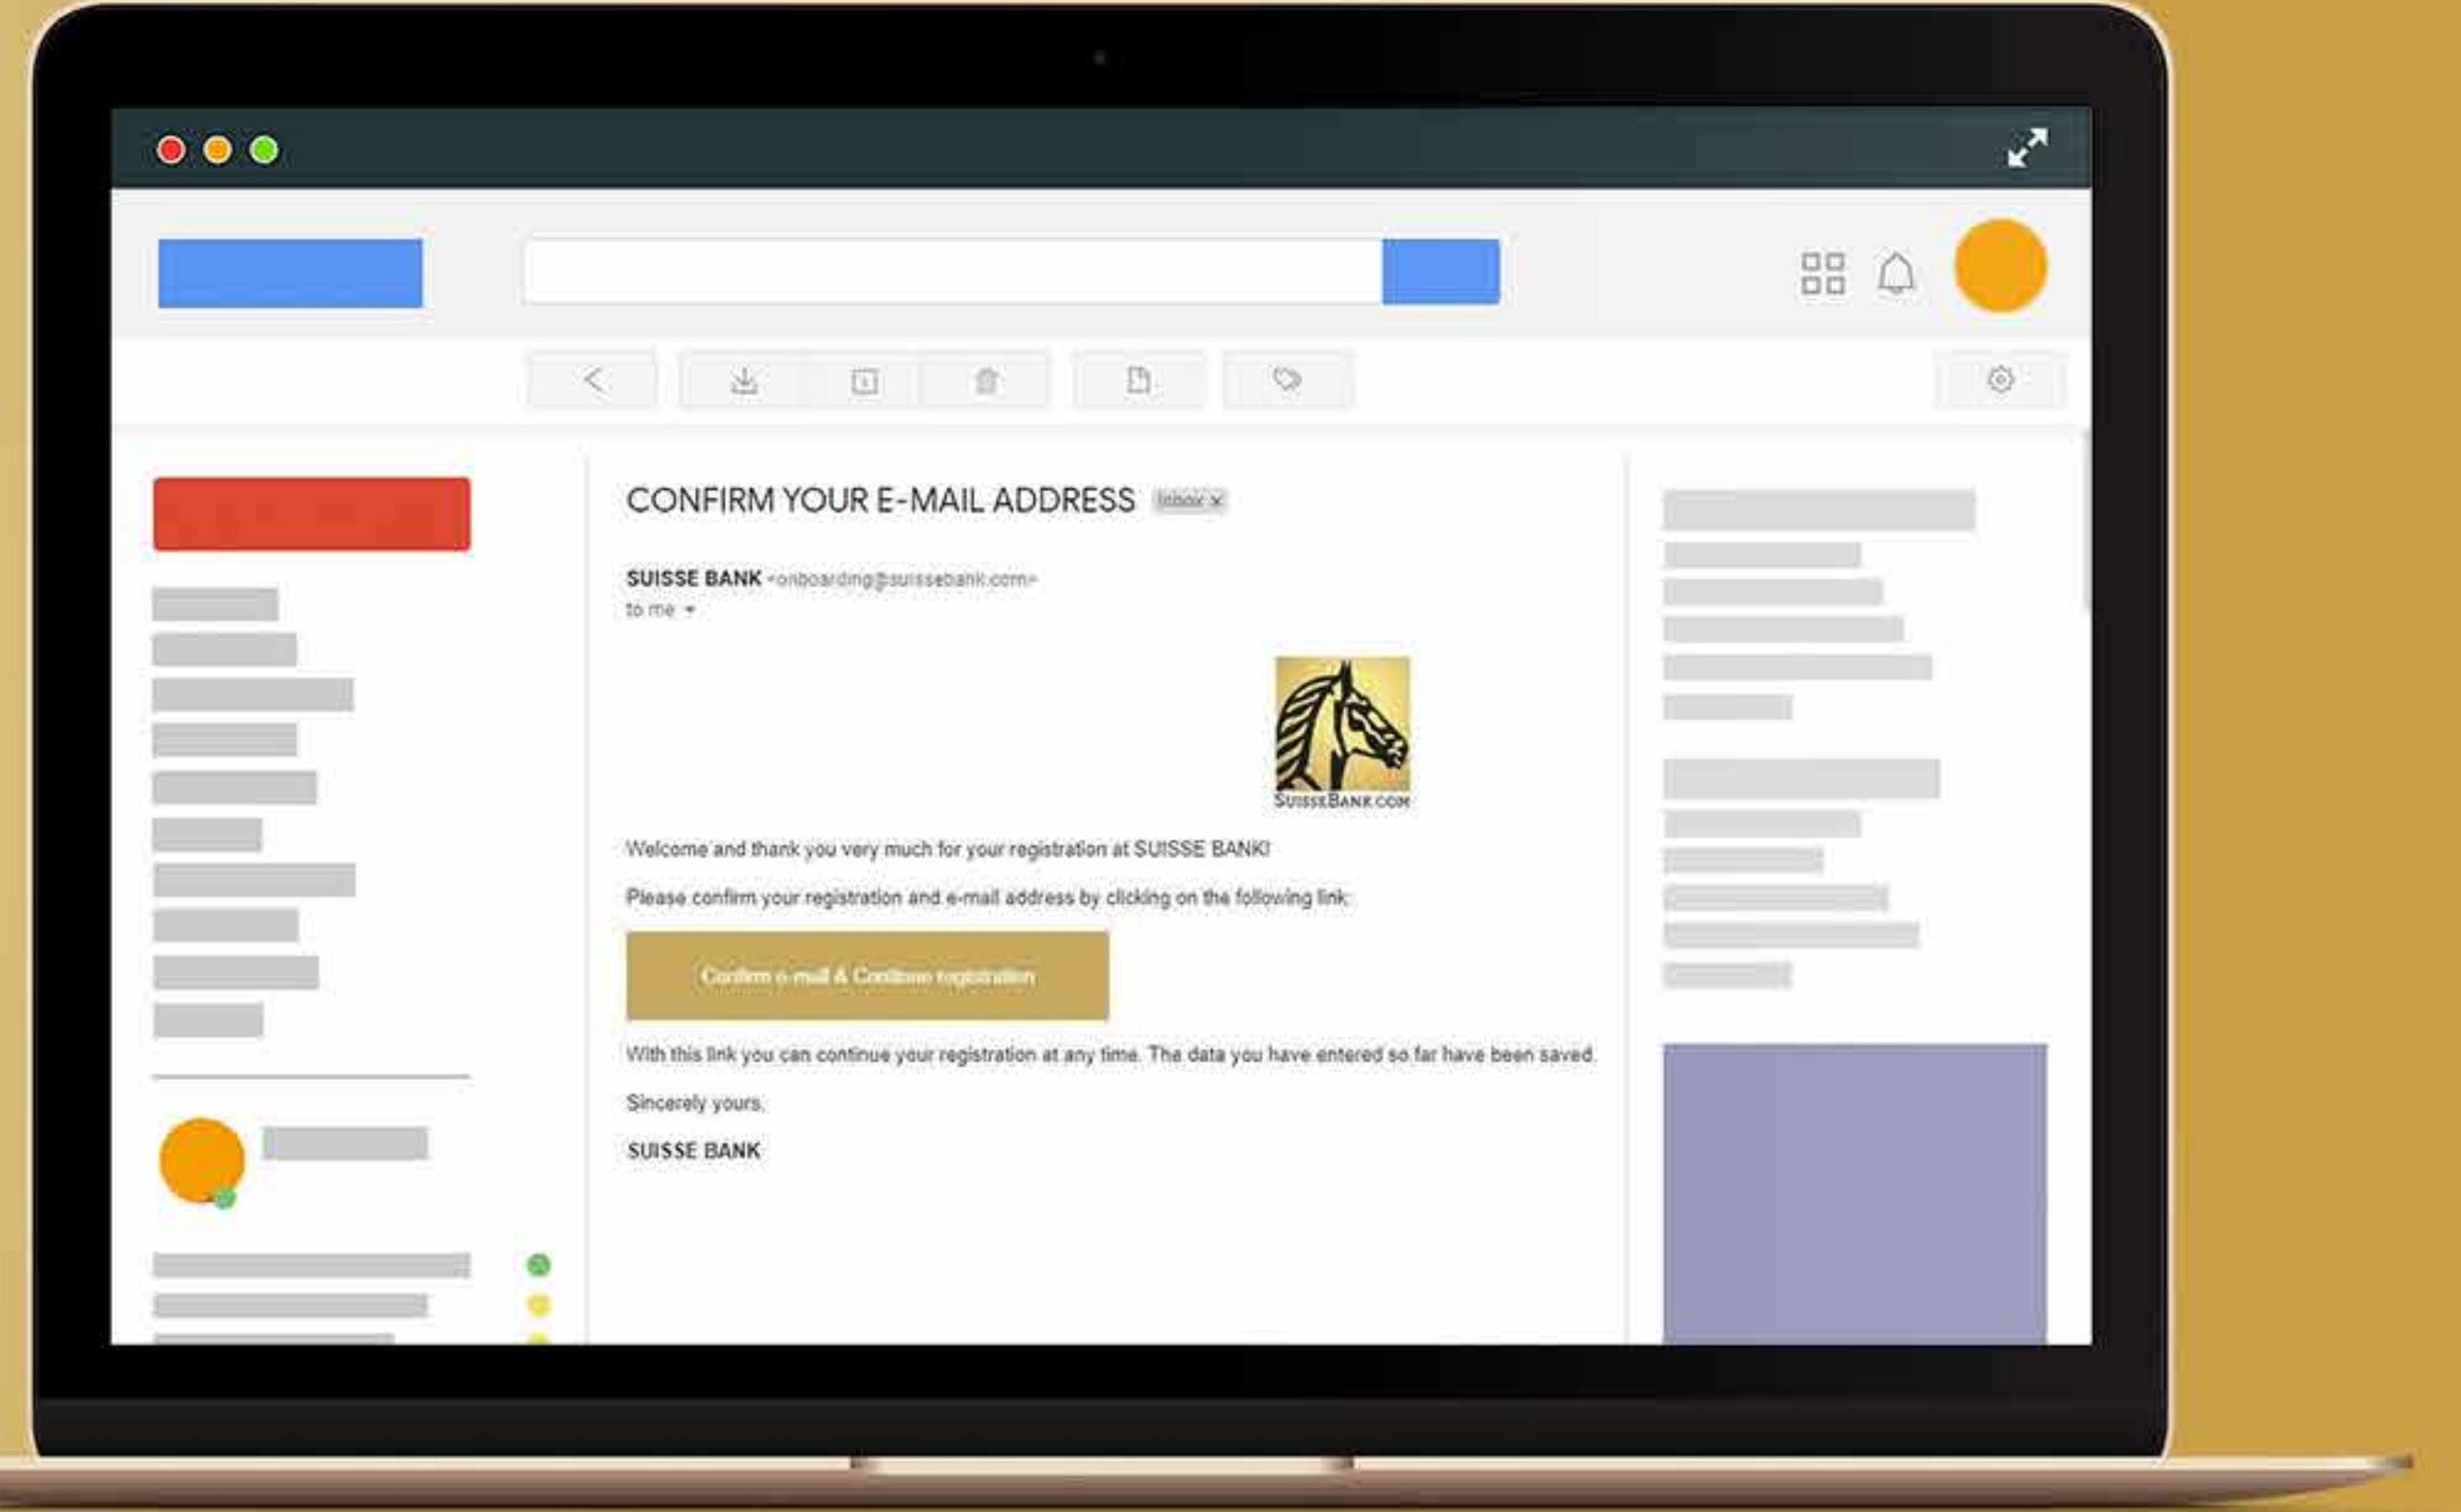 CONFIRM YOUR E-MAIL ADDRESS Inbox x
SUISSE BANK <onboarding@suissebank.com>
to me
SUISSEBANK.COM
Welcome and thank you very much for your registration at SUISSE BANK!
Please confirm your registration and e-mail address by clicking on the following link:
Confirm e-mail & Continue registration
With this link you can continue your registration at any time. The data you have entered so far have been saved.
Sincerely yours,
SUISSE BANK